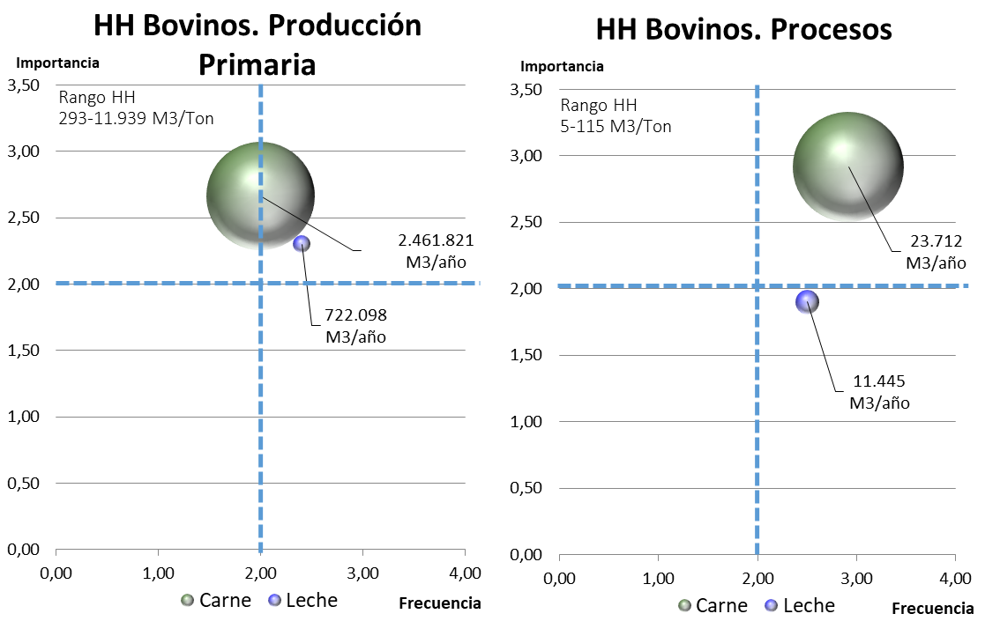 HH Bovinos. Producción
Primaria
Importancia
3,50
3,00
2,50
2,00
1,50
1,00
0,50
0,00
Rango HH
293-11.939 M3/Ton
2.461.821
M3/año
722.098
M3/año
0,00 1,00 2,00 3,00 4,00
Carne Leche
Frecuencia
HH Bovinos. Procesos
Importancia
3,50
3,00
2,50
2,00
1,50
1,00
0,50
0,00
Rango HH
5-115 M3/Ton
23.712
M3/año
11.445
M3/año
0,00 1,00 2,00 3,00 4,00
Carne Leche
Frecuencia